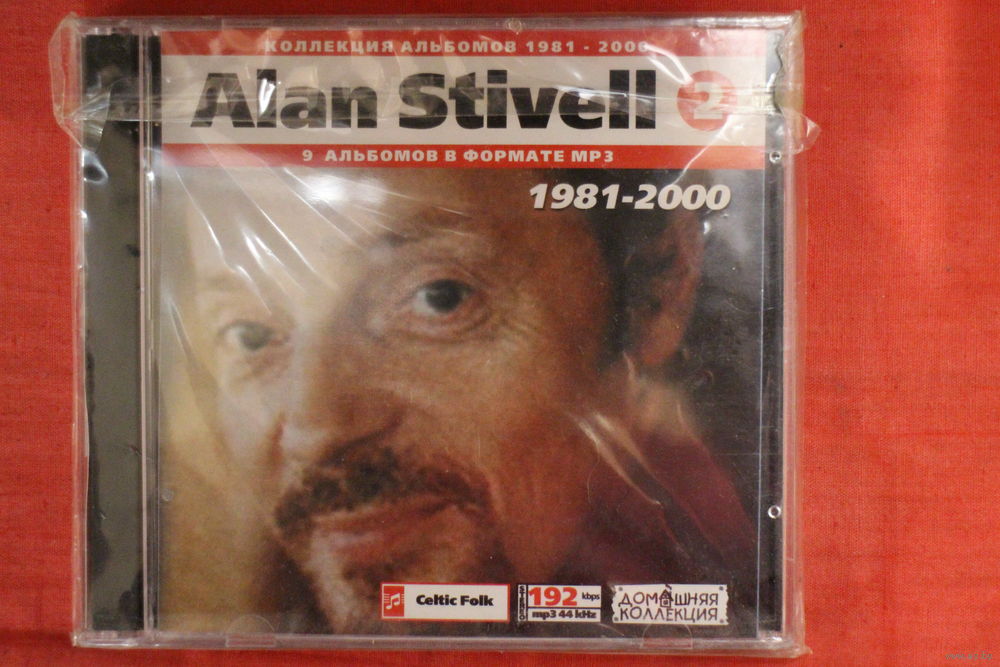 КОЛЛЕКЦИЯ АЛЬБОМОВ 1981 - 2000
Alan Stivell 2
9 АЛЬБОМОВ В ФОРМАТЕ MP3
1981-2000
Celtic Folk
STEREO
192 kbps
mp3 44 kHz
ДОМАШНЯЯ
КОЛЛЕКЦИЯ